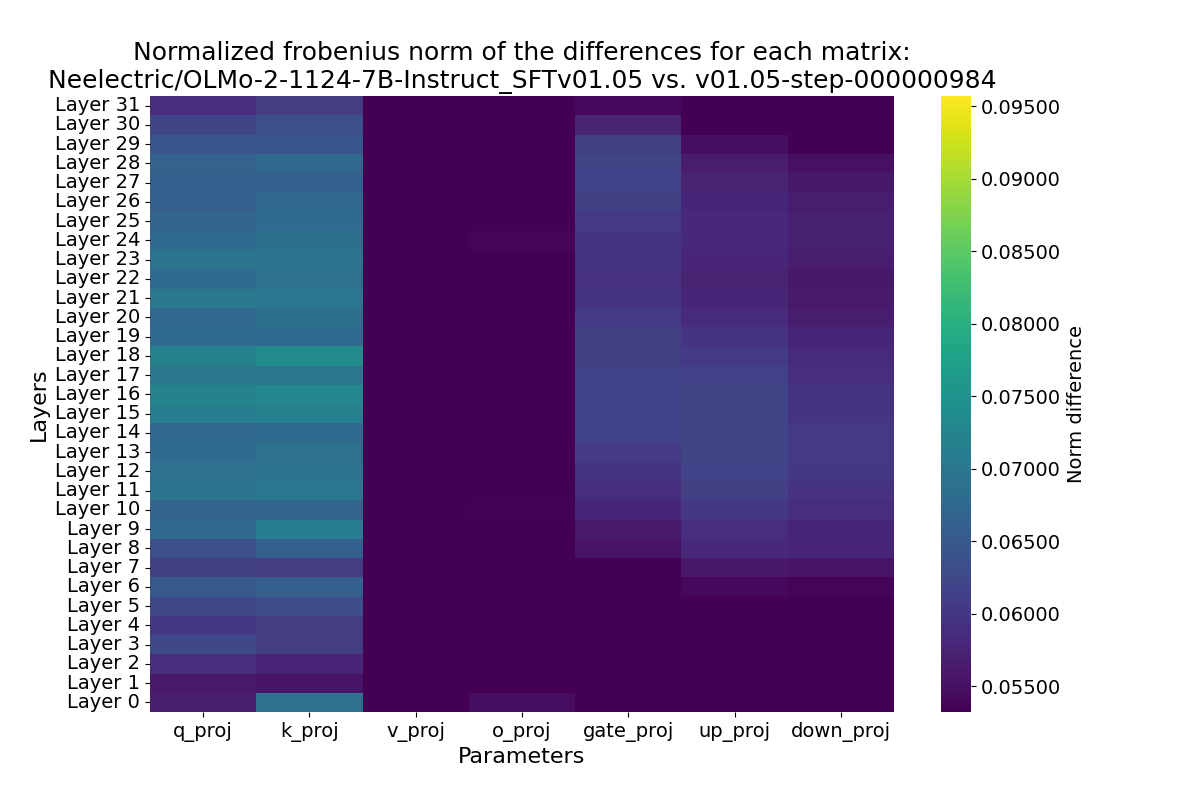 Normalized frobenius norm of the differences for each matrix:
Neelectric/OLMo-2-1124-7B-Instruct_SFTv01.05 vs. v01.05-step-000000984
Layers
Layer 31
Layer 30
Layer 29
Layer 28
Layer 27
Layer 26
Layer 25
Layer 24
Layer 23
Layer 22
Layer 21
Layer 20
Layer 19
Layer 18
Layer 17
Layer 16
Layer 15
Layer 14
Layer 13
Layer 12
Layer 11
Layer 10
Layer 9
Layer 8
Layer 7
Layer 6
Layer 5
Layer 4
Layer 3
Layer 2
Layer 1
Layer 0
q_proj k_proj v_proj o_proj gate_proj up_proj down_proj
Parameters
0.09500
0.09000
0.08500
0.08000
0.07500
0.07000
0.06500
0.06000
0.05500
Norm difference